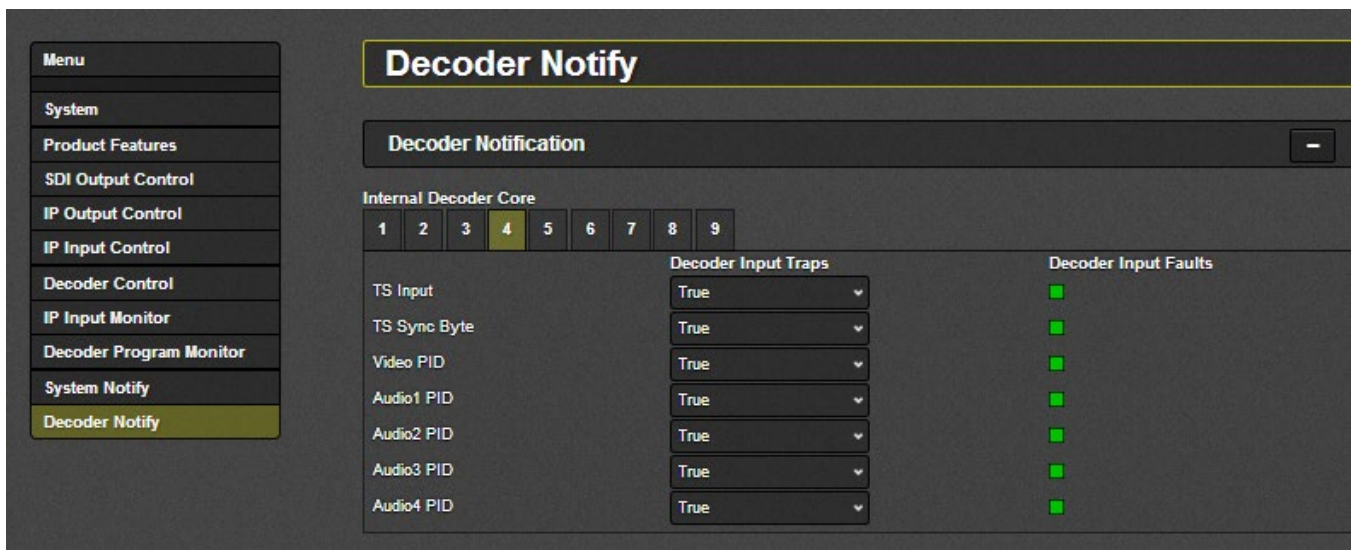 Menu
System
Product Features
SDI Output Control
IP Output Control
IP Input Control
Decoder Control
IP Input Monitor
Decoder Program Monitor
System Notify
Decoder Notify
Decoder Notify
Decoder Notification
Internal Decoder Core
1 2 3 4 5 6 7 8 9
Decoder Input Traps Decoder Input Faults
TS Input True
TS Sync Byte True
Video PID True
Audio1 PID True
Audio2 PID True
Audio3 PID True
Audio4 PID True